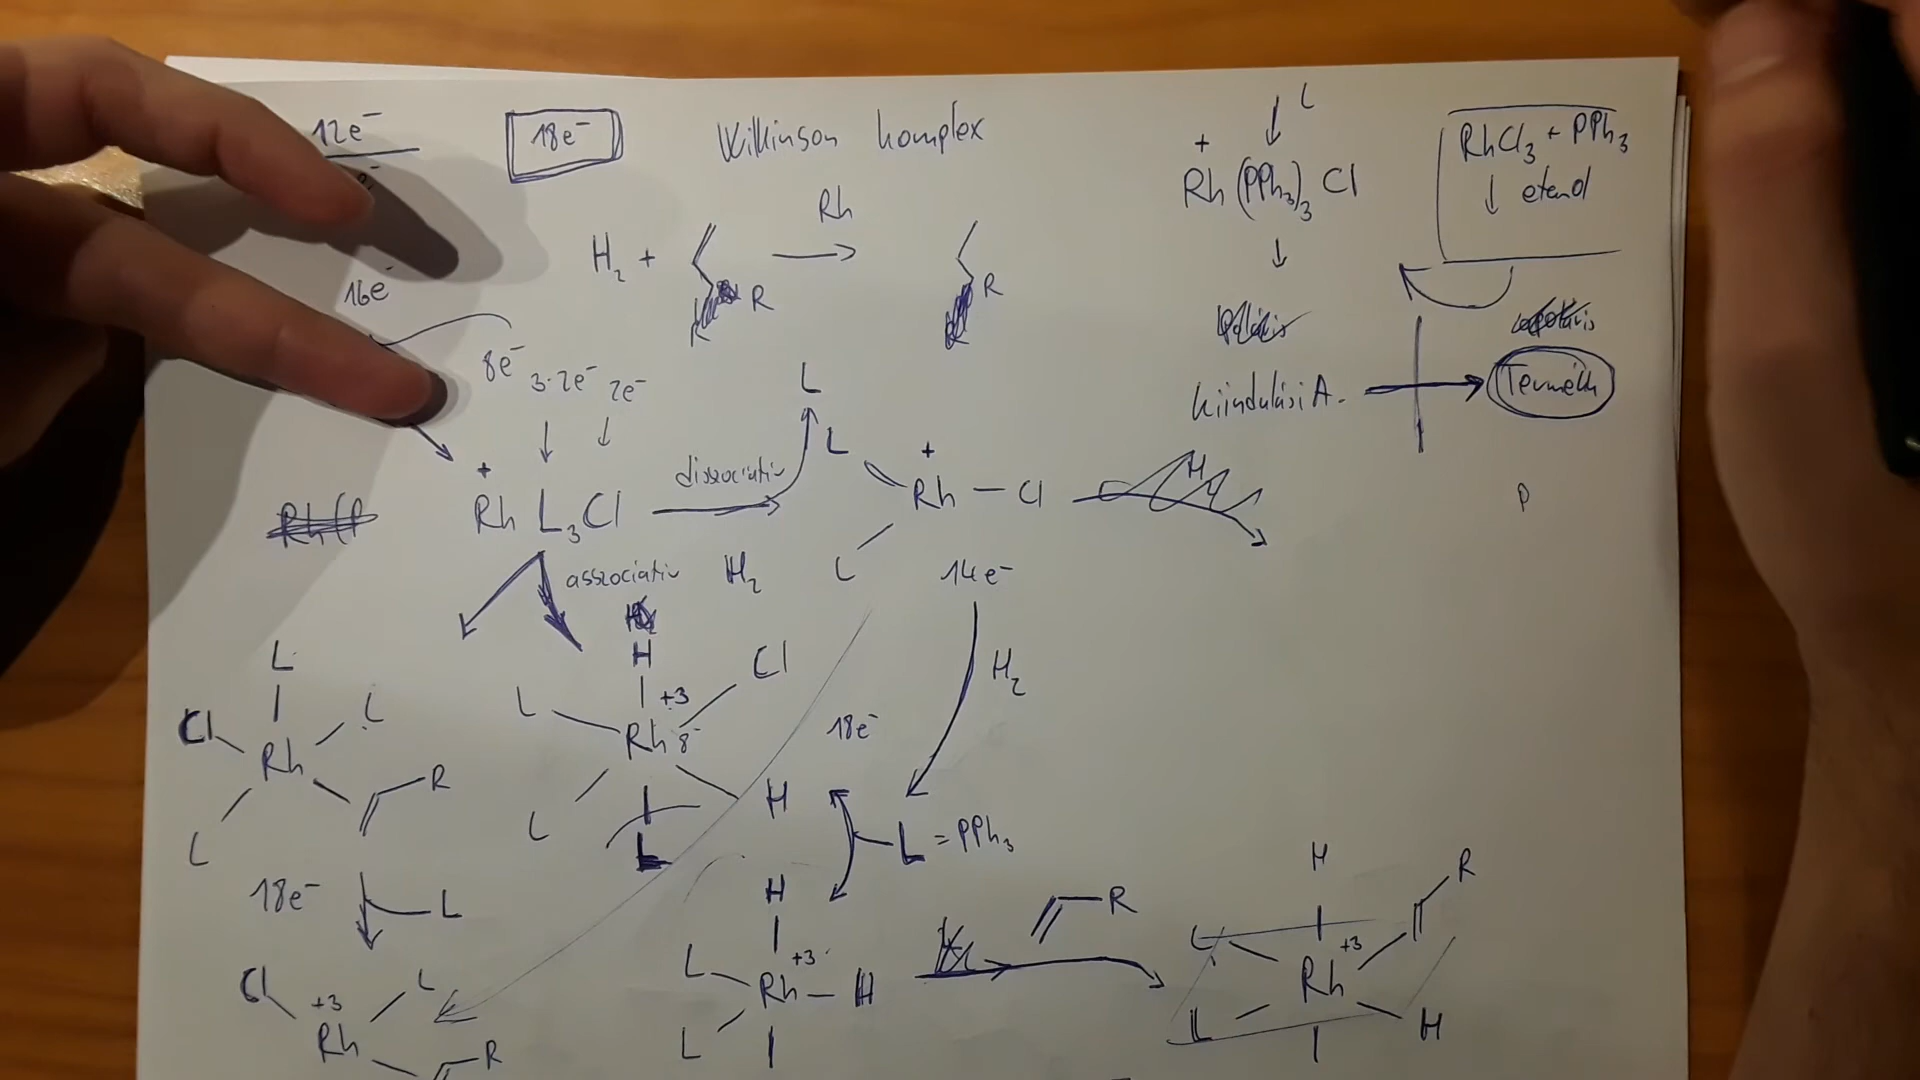 12e⁻
18e⁻
Wilkinson komplex
L
+
Rh(PPh₃)₃Cl
RhCl₃ + PPh₃
↓ etanol
H₂ +
R
Rh
R
16e⁻
8e⁻ 3·2e⁻ 2e⁻
kiindulási A.
Termék
+
Rh L₃Cl
disszociatív
L
L
+
Rh – Cl
L
14e⁻
P
asszociatív
H₂
H₂
L
Cl
Rh
L
R
L
18e⁻
L
H
L
Cl
+3
Rh 8⁻
L
H
L
18e⁻
L = PPh₃
H
L
+3
Rh – H
L
R
H
R
L
+3
Rh
L
H
Cl
+3
L
Rh
R